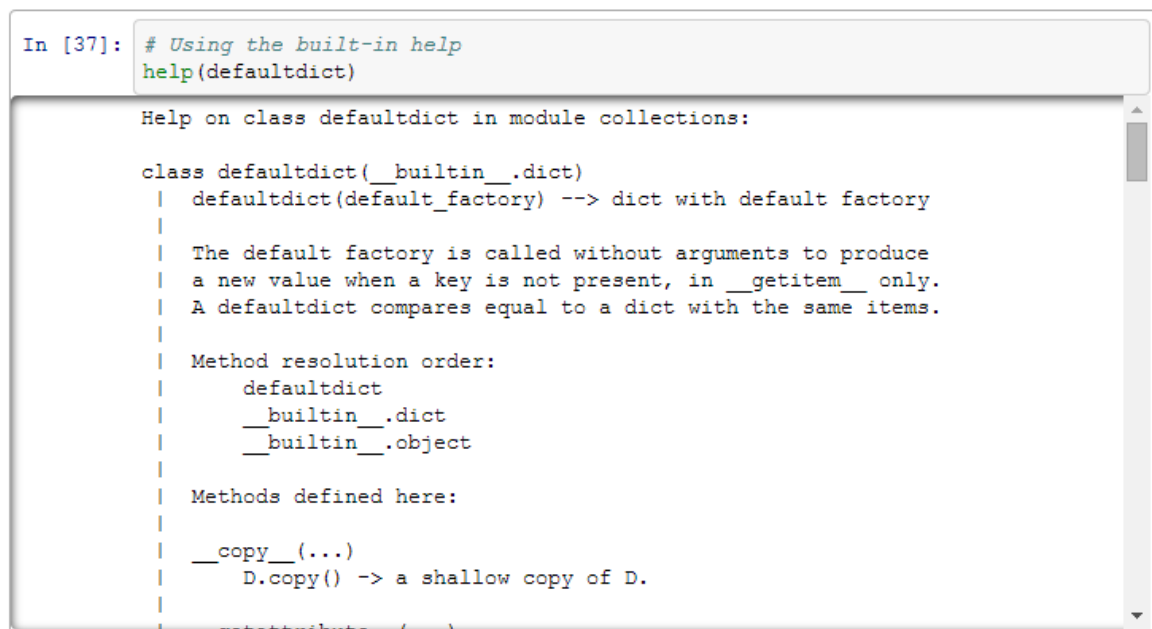 In [37]: # Using the built-in help
help(defaultdict)
Help on class defaultdict in module collections:
class defaultdict(__builtin__.dict)
 |  defaultdict(default_factory) --> dict with default factory
 |
 |  The default factory is called without arguments to produce
 |  a new value when a key is not present, in __getitem__ only.
 |  A defaultdict compares equal to a dict with the same items.
 |
 |  Method resolution order:
 |      defaultdict
 |      __builtin__.dict
 |      __builtin__.object
 |
 |  Methods defined here:
 |
 |  __copy__(...)
 |      D.copy() -> a shallow copy of D.
 |